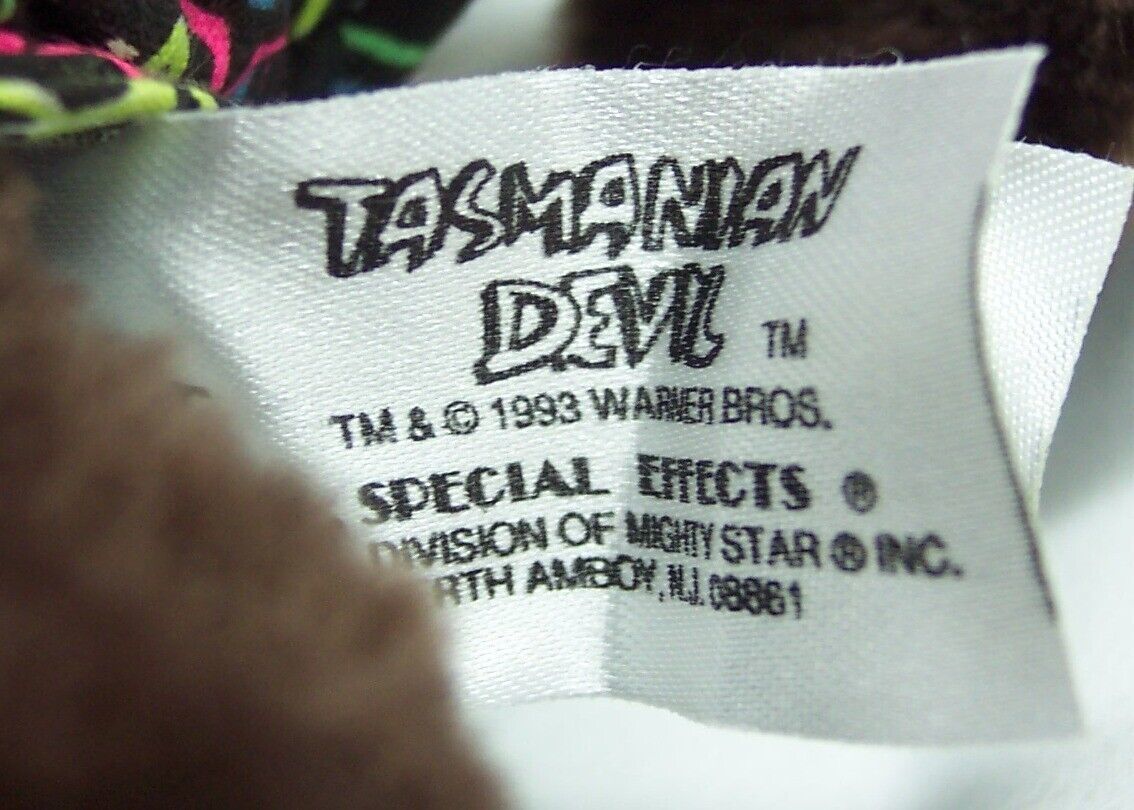 TASMANIAN
DEVIL TM
TM & © 1993 WARNER BROS.
SPECIAL EFFECTS ®
DIVISION OF MIGHTY STAR ® INC.
RTH AMBOY, N.J. 08861